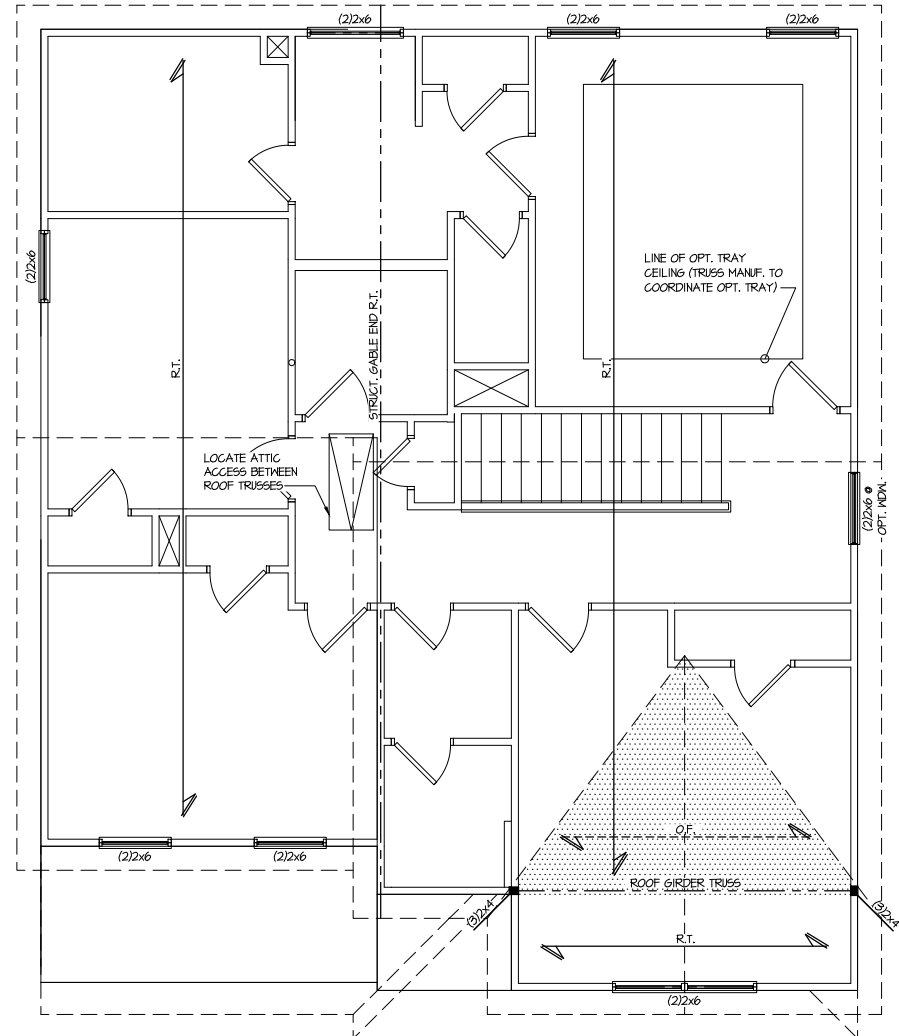 (2)2x6
(2)2x6
(2)2x6
(2)2x6
LINE OF OPT. TRAY
CEILING (TRUSS MANUF. TO
COORDINATE OPT. TRAY)
STRUCT. GABLE END R.T.
R.T.
R.T.
LOCATE ATTIC
ACCESS BETWEEN
ROOF TRUSSES
(2)2x6 @
OPT. WDW.
O.F.
(2)2x6
(2)2x6
ROOF GIRDER TRUSS
(3)2x4
(3)2x4
R.T.
(2)2x6